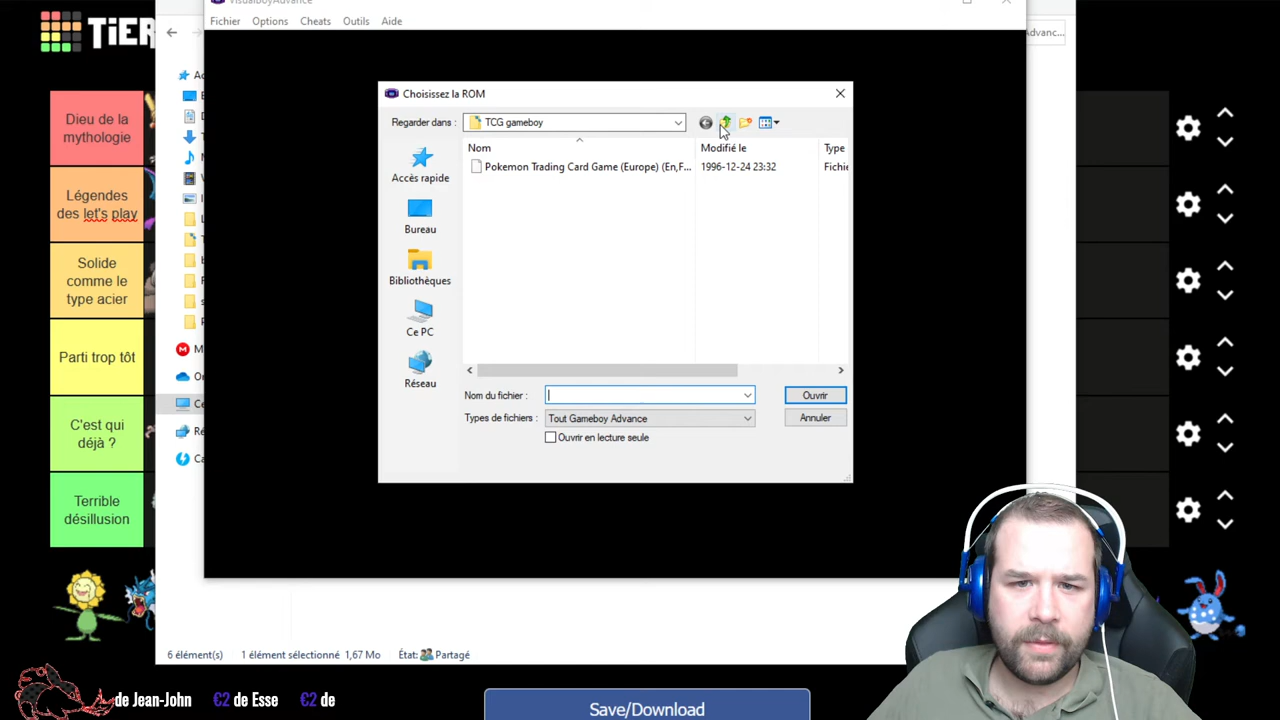 VisualboyAdvance
Fichier Options Cheats Outils Aide
TiER
Advanc...
Choisissez la ROM
Regarder dans : TCG gameboy
Nom Modifié le Type
Pokemon Trading Card Game (Europe) (En,F... 1996-12-24 23:32 Fichie
Accès rapide
Bureau
Bibliothèques
Ce PC
Réseau
Nom du fichier :
Ouvrir
Types de fichiers : Tout Gameboy Advance
Annuler
Ouvrir en lecture seule
Dieu de la
mythologie
Légendes
des let's play
Solide
comme le
type acier
Parti trop tôt
C'est qui
déjà ?
Terrible
désillusion
6 élément(s) 1 élément sélectionné 1,67 Mo État: Partagé
de Jean-John €2 de Esse €2 de
Save/Download